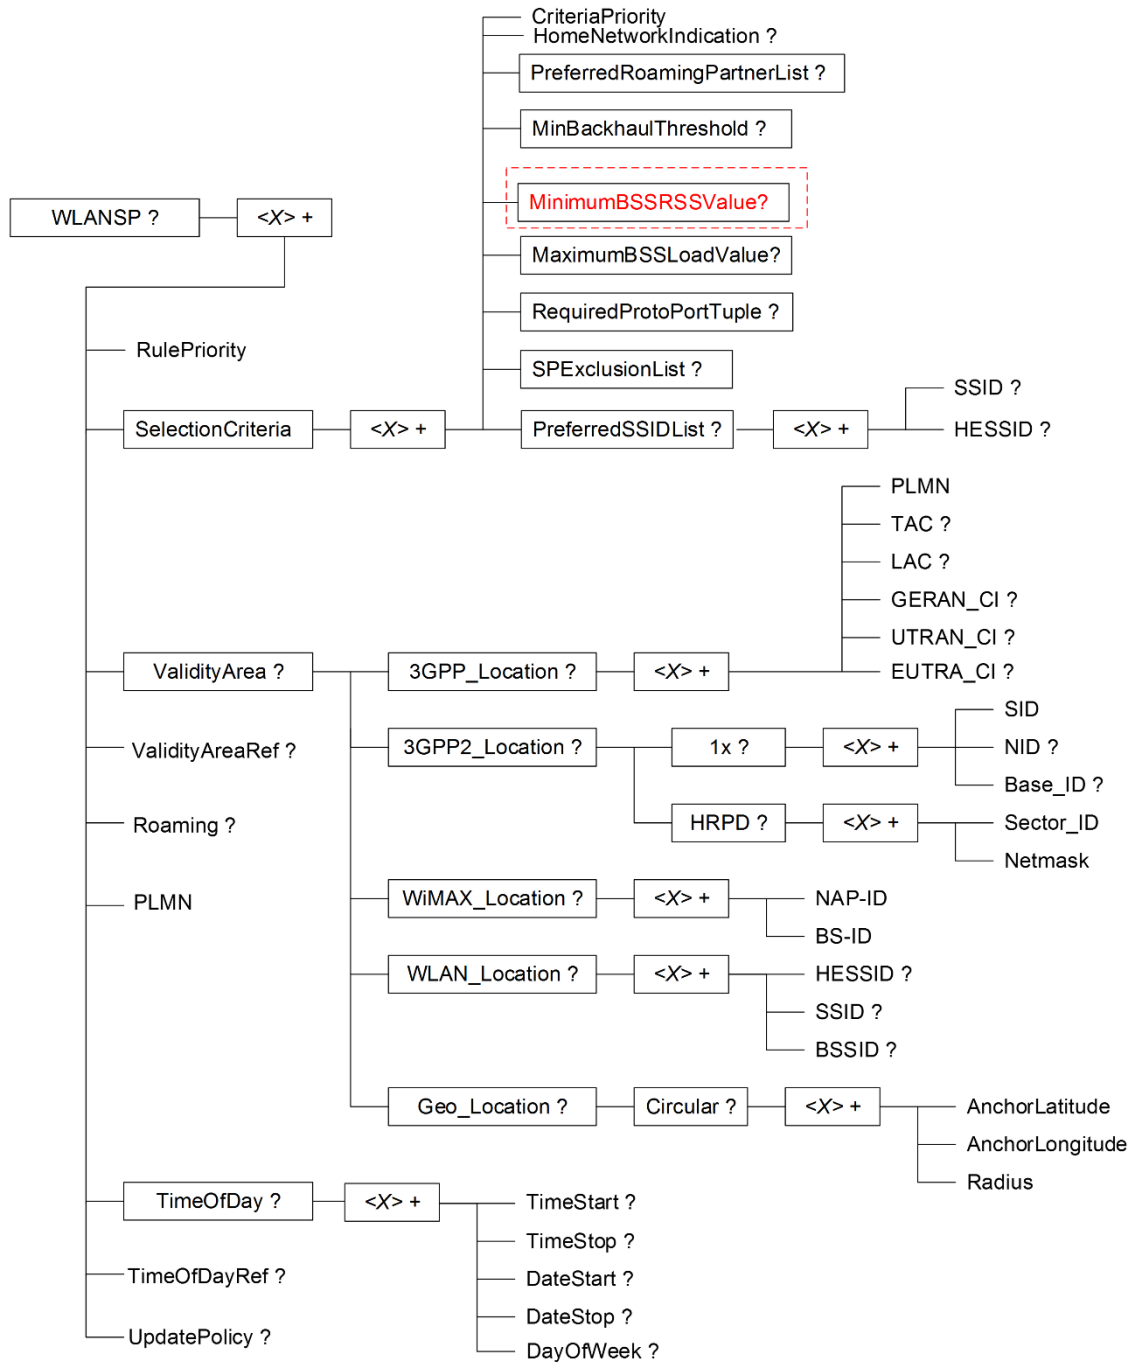 CriteriaPriority
HomeNetworkIndication ?
PreferredRoamingPartnerList ?
MinBackhaulThreshold ?
MinimumBSSRSSValue?
WLANSP ?
<X> +
MaximumBSSLoadValue?
RequiredProtoPortTuple ?
RulePriority
SPExclusionList ?
SSID ?
SelectionCriteria
<X> +
PreferredSSIDList ?
<X> +
HESSID ?
PLMN
TAC ?
LAC ?
GERAN_CI ?
UTRAN_CI ?
ValidityArea ?
3GPP_Location ?
<X> +
EUTRA_CI ?
SID
ValidityAreaRef ?
3GPP2_Location ?
1x ?
<X> +
NID ?
Base_ID ?
Roaming ?
HRPD ?
<X> +
Sector_ID
Netmask
PLMN
WiMAX_Location ?
<X> +
NAP-ID
BS-ID
WLAN_Location ?
<X> +
HESSID ?
SSID ?
BSSID ?
Geo_Location ?
Circular ?
<X> +
AnchorLatitude
AnchorLongitude
Radius
TimeOfDay ?
<X> +
TimeStart ?
TimeStop ?
TimeOfDayRef ?
DateStart ?
DateStop ?
UpdatePolicy ?
DayOfWeek ?